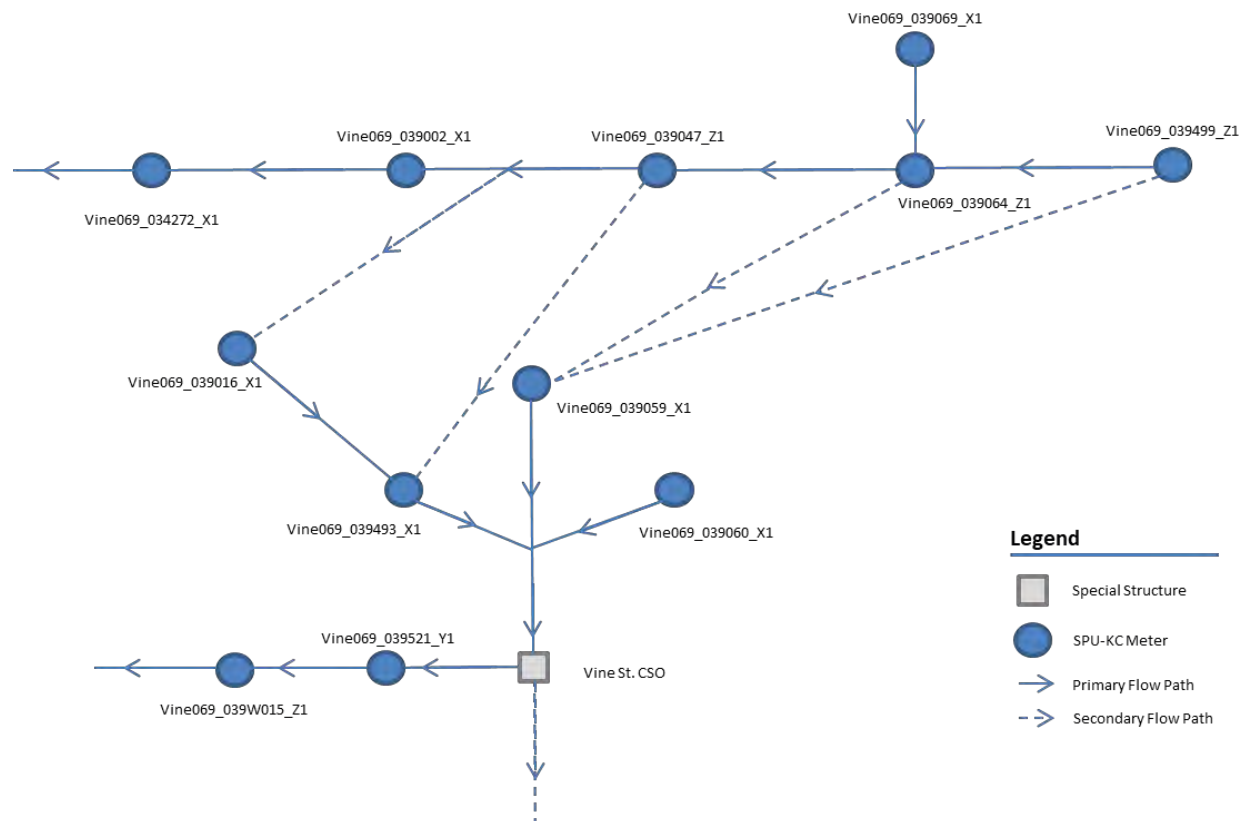 Vine069_039069_X1
Vine069_039499_Z1
Vine069_039002_X1
Vine069_039047_Z1
Vine069_034272_X1
Vine069_039064_Z1
Vine069_039016_X1
Vine069_039059_X1
Vine069_039493_X1
Vine069_039060_X1
Legend
Special Structure
Vine069_039521_Y1
SPU-KC Meter
Vine St. CSO
Primary Flow Path
Vine069_039W015_Z1
Secondary Flow Path